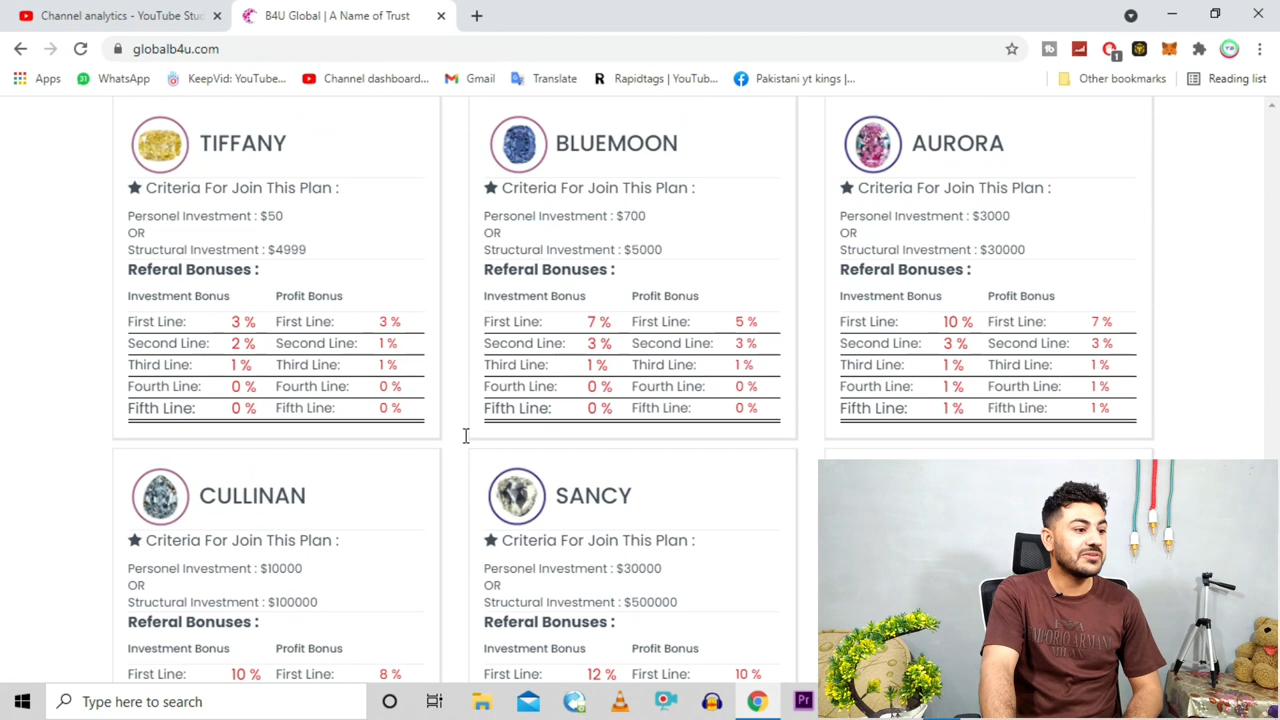 Channel analytics - YouTube Stu
B4U Global | A Name of Trust
globalb4u.com
1
Apps
WhatsApp
KeepVid: YouTube...
Channel dashboard...
Gmail
Translate
Rapidtags | YouTub...
Pakistani yt kings |...
Other bookmarks
Reading list
TIFFANY
Criteria For Join This Plan :
Personel Investment : $50
OR
Structural Investment : $4999
Referal Bonuses :
Investment Bonus Profit Bonus
First Line: 3 % First Line: 3 %
Second Line: 2 % Second Line: 1 %
Third Line: 1 % Third Line: 1 %
Fourth Line: 0 % Fourth Line: 0 %
Fifth Line: 0 % Fifth Line: 0 %
BLUEMOON
Criteria For Join This Plan :
Personel Investment : $700
OR
Structural Investment : $5000
Referal Bonuses :
Investment Bonus Profit Bonus
First Line: 7 % First Line: 5 %
Second Line: 3 % Second Line: 3 %
Third Line: 1 % Third Line: 1 %
Fourth Line: 0 % Fourth Line: 0 %
Fifth Line: 0 % Fifth Line: 0 %
AURORA
Criteria For Join This Plan :
Personel Investment : $3000
OR
Structural Investment : $30000
Referal Bonuses :
Investment Bonus Profit Bonus
First Line: 10 % First Line: 7 %
Second Line: 3 % Second Line: 3 %
Third Line: 1 % Third Line: 1 %
Fourth Line: 1 % Fourth Line: 1 %
Fifth Line: 1 % Fifth Line: 1 %
CULLINAN
Criteria For Join This Plan :
Personel Investment : $10000
OR
Structural Investment : $100000
Referal Bonuses :
Investment Bonus Profit Bonus
First Line: 10 % First Line: 8 %
SANCY
Criteria For Join This Plan :
Personel Investment : $30000
OR
Structural Investment : $500000
Referal Bonuses :
Investment Bonus Profit Bonus
First Line: 12 % First Line: 10 %
EMPORIO ARMANI
MILAN
Type here to search
Pr